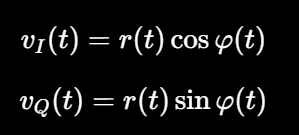 v_I(t) = r(t) cos φ(t)
v_Q(t) = r(t) sin φ(t)